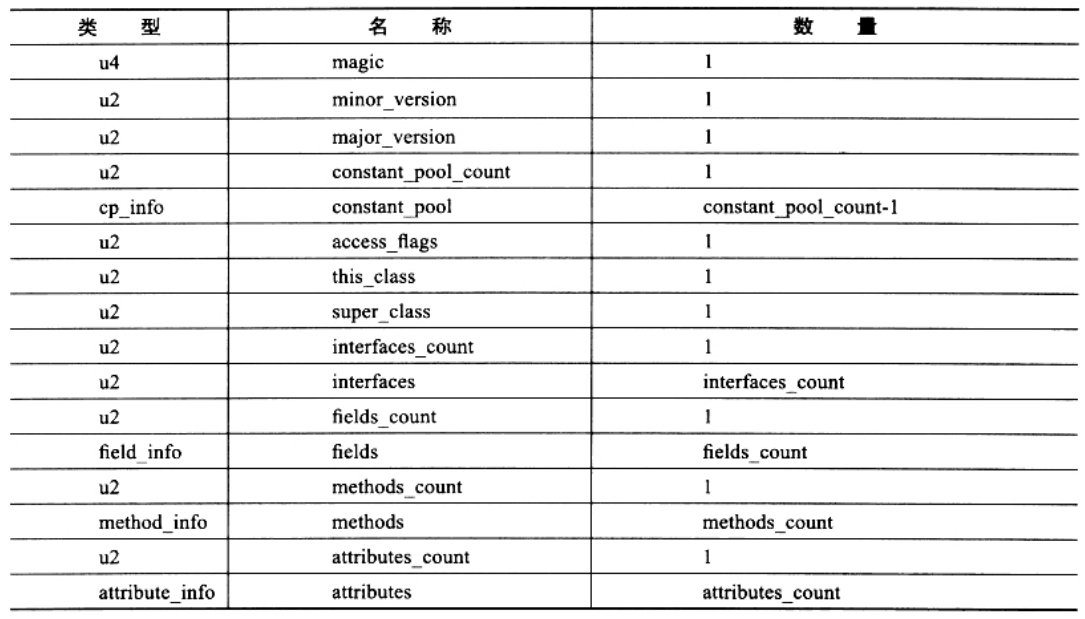 类 型 名 称 数 量
u4 magic 1
u2 minor_version 1
u2 major_version 1
u2 constant_pool_count 1
cp_info constant_pool constant_pool_count-1
u2 access_flags 1
u2 this_class 1
u2 super_class 1
u2 interfaces_count 1
u2 interfaces interfaces_count
u2 fields_count 1
field_info fields fields_count
u2 methods_count 1
method_info methods methods_count
u2 attributes_count 1
attribute_info attributes attributes_count